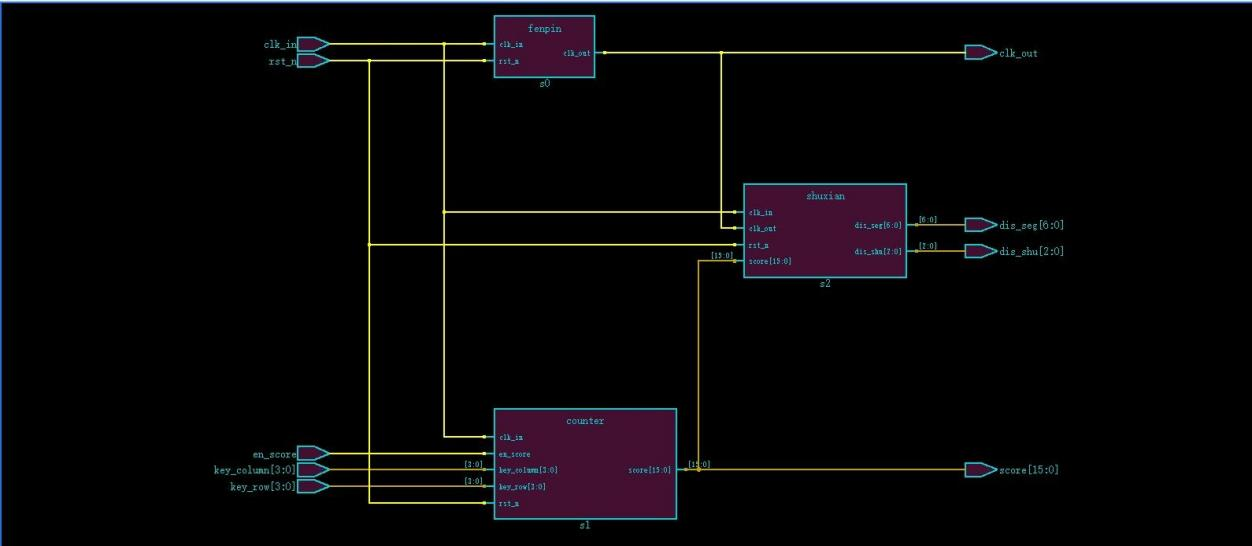 fenpin
clk_in
clk_in
clk_out
clk_out
rst_n
rst_n
s0
shuxian
clk_in
dis_seg[6:0]
[6:0]
dis_seg[6:0]
clk_out
rst_n
dis_shu[2:0]
[2:0]
dis_shu[2:0]
[15:0]
score[15:0]
s2
counter
clk_in
en_score
en_score
key_column[3:0]
[3:0]
key_column[3:0]
score[15:0]
[15:0]
score[15:0]
key_row[3:0]
[3:0]
key_row[3:0]
rst_n
s1